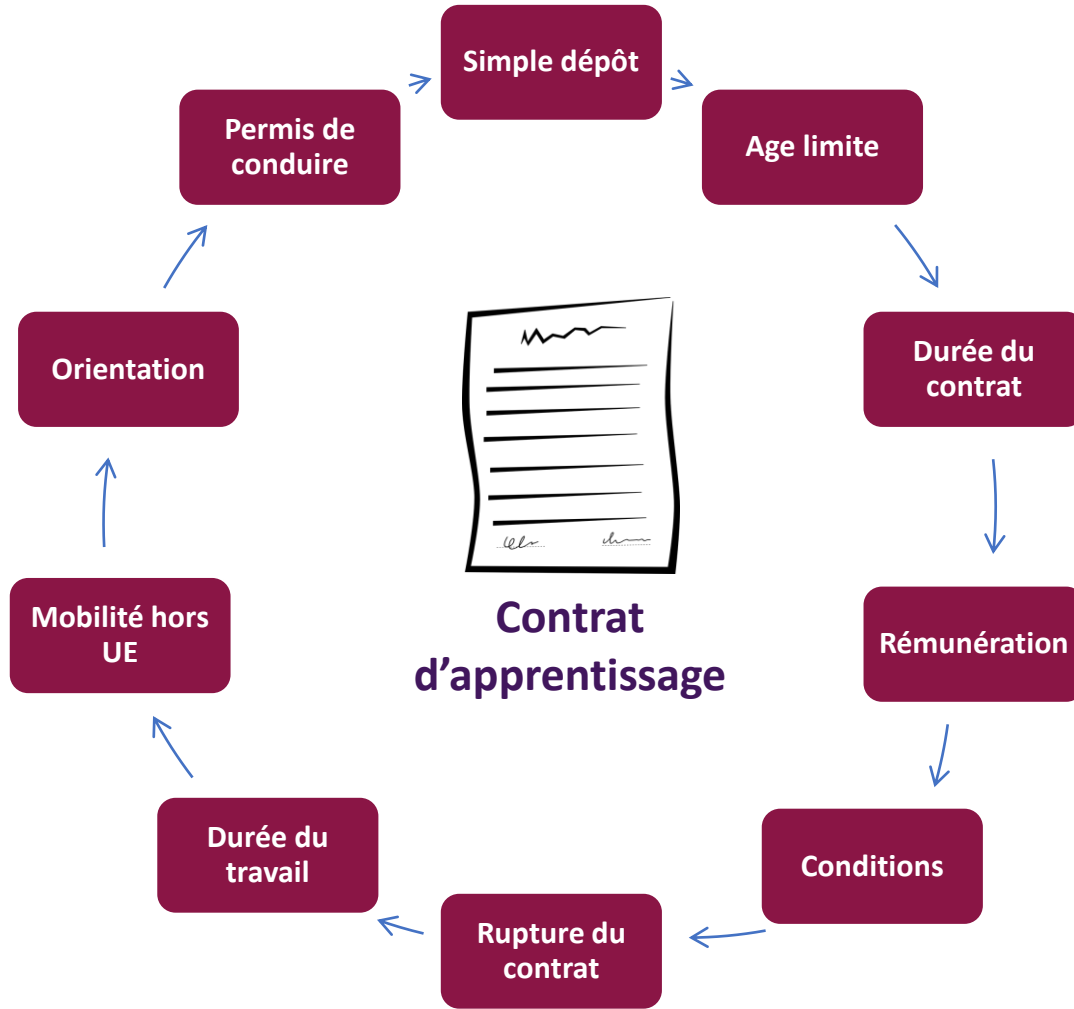 Simple dépôt
Age limite
Durée du
contrat
Rémunération
Conditions
Rupture du
contrat
Durée du
travail
Mobilité hors
UE
Orientation
Permis de
conduire
Contrat
d’apprentissage